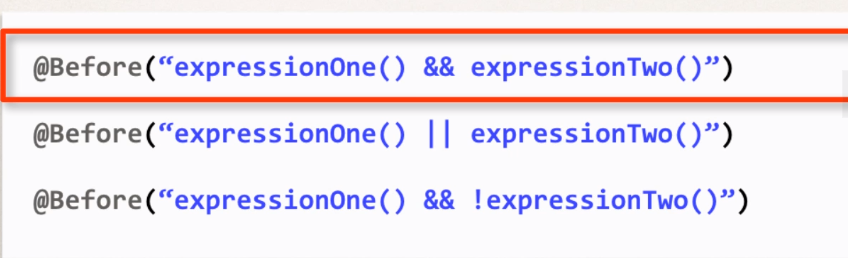 @Before(“expressionOne() && expressionTwo()”)
@Before(“expressionOne() || expressionTwo()”)
@Before(“expressionOne() && !expressionTwo()”)